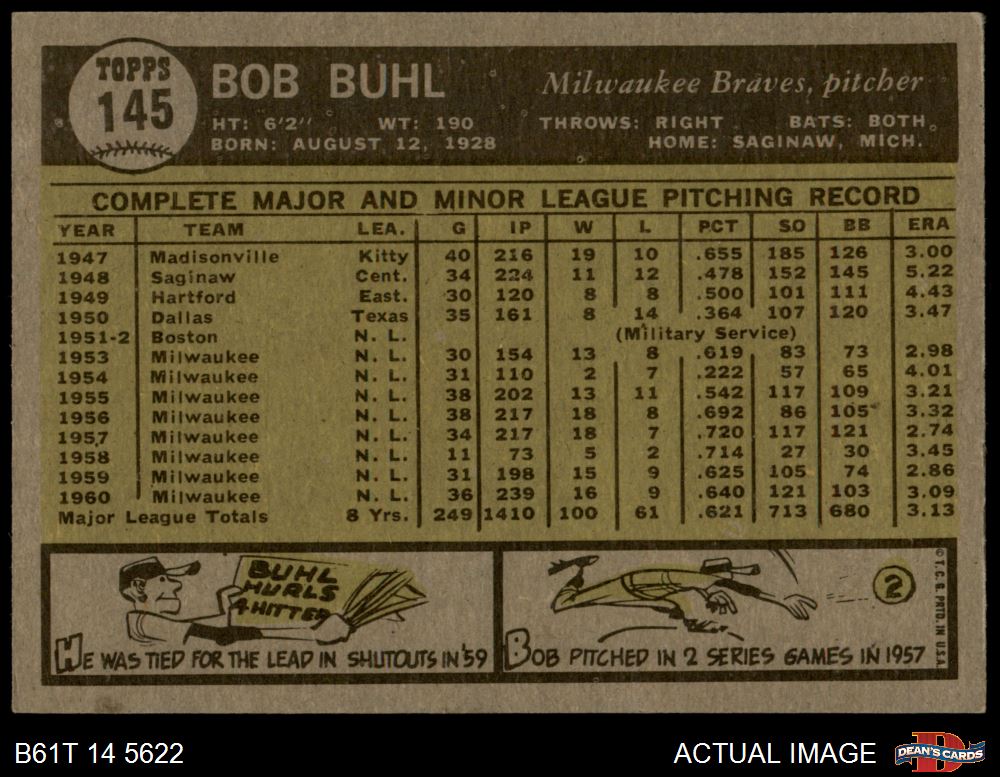 TOPPS
145
BOB BUHL Milwaukee Braves, pitcher
HT: 6'2" WT: 190 THROWS: RIGHT BATS: BOTH
BORN: AUGUST 12, 1928 HOME: SAGINAW, MICH.
COMPLETE MAJOR AND MINOR LEAGUE PITCHING RECORD
YEAR TEAM LEA. G IP W L PCT SO BB ERA
1947 Madisonville Kitty 40 216 19 10 .655 185 126 3.00
1948 Saginaw Cent. 34 224 11 12 .478 152 145 5.22
1949 Hartford East. 30 120 8 8 .500 101 111 4.43
1950 Dallas Texas 35 161 8 14 .364 107 120 3.47
1951-2 Boston N. L. (Military Service)
1953 Milwaukee N. L. 30 154 13 8 .619 83 73 2.98
1954 Milwaukee N. L. 31 110 2 7 .222 57 65 4.01
1955 Milwaukee N. L. 38 202 13 11 .542 117 109 3.21
1956 Milwaukee N. L. 38 217 18 8 .692 86 105 3.32
1957 Milwaukee N. L. 34 217 18 7 .720 117 121 2.74
1958 Milwaukee N. L. 11 73 5 2 .714 27 30 3.45
1959 Milwaukee N. L. 31 198 15 9 .625 105 74 2.86
1960 Milwaukee N. L. 36 239 16 9 .640 121 103 3.09
Major League Totals 8 Yrs. 249 1410 100 61 .621 713 680 3.13
BUHL
HURLS
4 HITTER
HE WAS TIED FOR THE LEAD IN SHUTOUTS IN '59
2
BOB PITCHED IN 2 SERIES GAMES IN 1957
© T. C. G. PRTD. IN U.S.A.
B61T 14 5622 ACTUAL IMAGE
D
DEAN'S CARDS